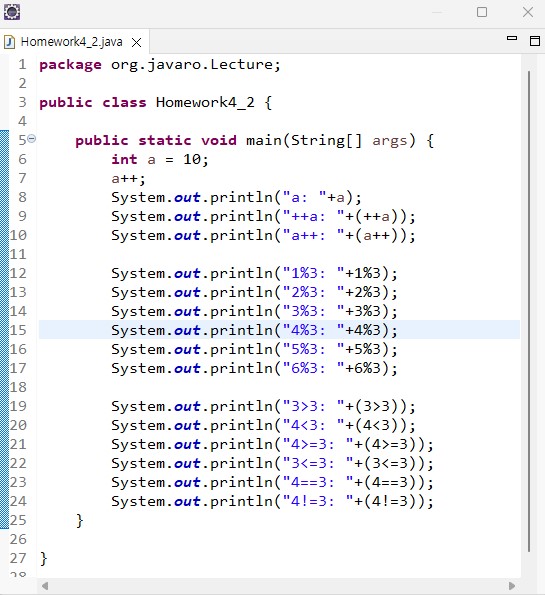 Homework4_2.java
1 package org.javaro.Lecture;
2
3 public class Homework4_2 {
4
5     public static void main(String[] args) {
6         int a = 10;
7         a++;
8         System.out.println("a: "+a);
9         System.out.println("++a: "+(++a));
10         System.out.println("a++: "+(a++));
11
12         System.out.println("1%3: "+1%3);
13         System.out.println("2%3: "+2%3);
14         System.out.println("3%3: "+3%3);
15         System.out.println("4%3: "+4%3);
16         System.out.println("5%3: "+5%3);
17         System.out.println("6%3: "+6%3);
18
19         System.out.println("3>3: "+(3>3));
20         System.out.println("4<3: "+(4<3));
21         System.out.println("4>=3: "+(4>=3));
22         System.out.println("3<=3: "+(3<=3));
23         System.out.println("4==3: "+(4==3));
24         System.out.println("4!=3: "+(4!=3));
25     }
26
27 }
28